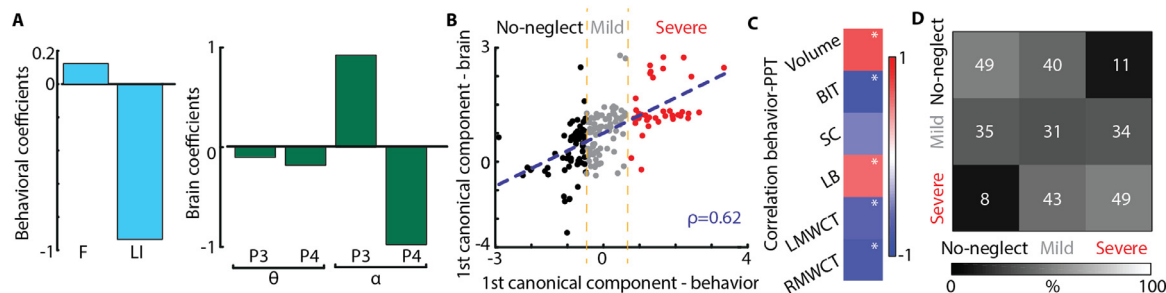 A
Behavioral coefficients
0.2
0
-1
F LI
Brain coefficients
1
0
-1
P3 P4 P3 P4
θ α
B
No-neglect Mild Severe
1st canonical component - brain
3
0
-4
-3 0 4
ρ=0.62
1st canonical component - behavior
C
Correlation behavior-PPT
Volume *
BIT *
SC
LB *
LMWCT *
RMWCT *
1
-1
D
No-neglect 49 40 11
Mild 35 31 34
Severe 8 43 49
No-neglect Mild Severe
0 % 100